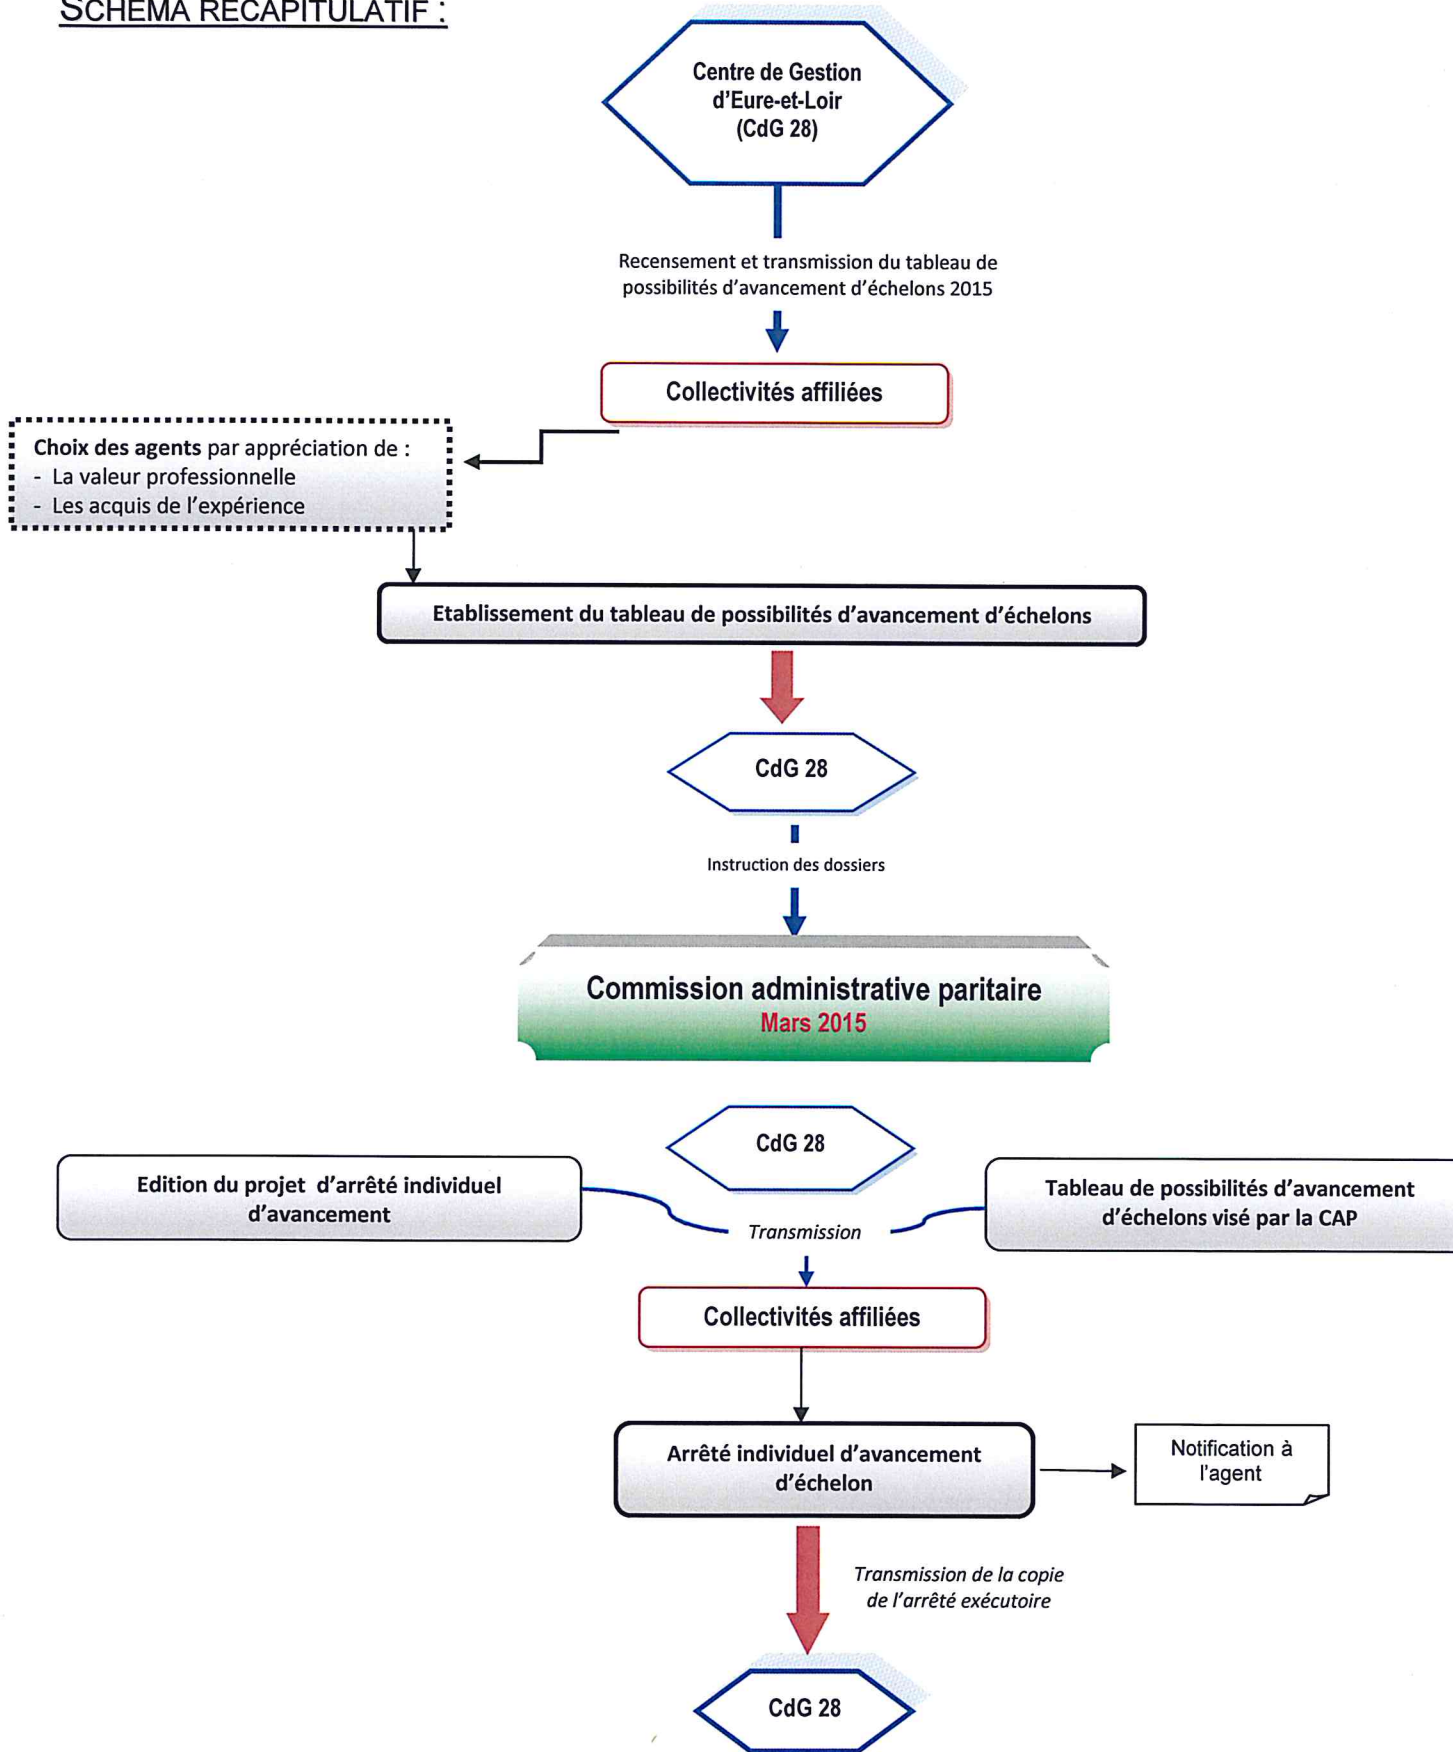 SCHÉMA RÉCAPITULATIF :
Centre de Gestion
d'Eure-et-Loir
(CdG 28)
Recensement et transmission du tableau de
possibilités d'avancement d'échelons 2015
Collectivités affiliées
Choix des agents par appréciation de :
- La valeur professionnelle
- Les acquis de l'expérience
Etablissement du tableau de possibilités d'avancement d'échelons
CdG 28
Instruction des dossiers
Commission administrative paritaire
Mars 2015
CdG 28
Edition du projet d'arrêté individuel
d'avancement
Tableau de possibilités d'avancement
d'échelons visé par la CAP
Transmission
Collectivités affiliées
Arrêté individuel d'avancement
d'échelon
Notification à
l'agent
Transmission de la copie
de l'arrêté exécutoire
CdG 28